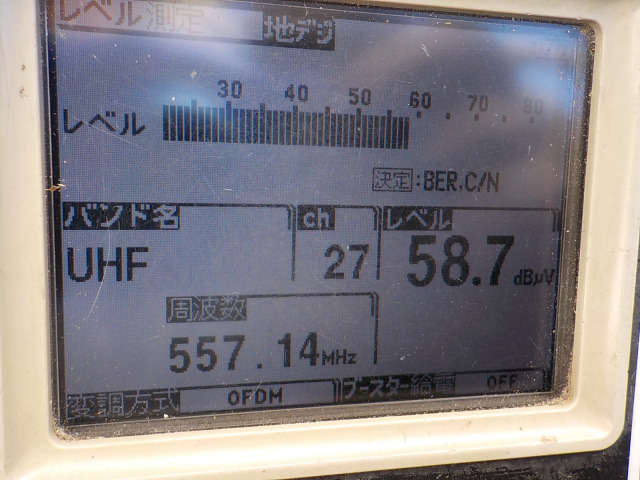 レベル測定 地デジ
30 40 50 60 70 80
レベル
決定:BER.C/N
バンド名 ch レベル
UHF 27 58.7 dBμV
周波数
557.14MHz
変調方式 OFDM ブースター給電 OFF